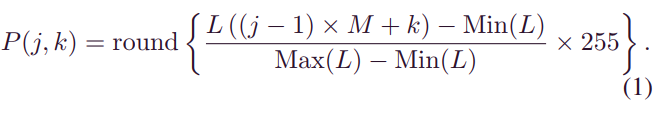 P(j, k) = round { L((j − 1) × M + k) − Min(L) / Max(L) − Min(L) × 255 } .
(1)